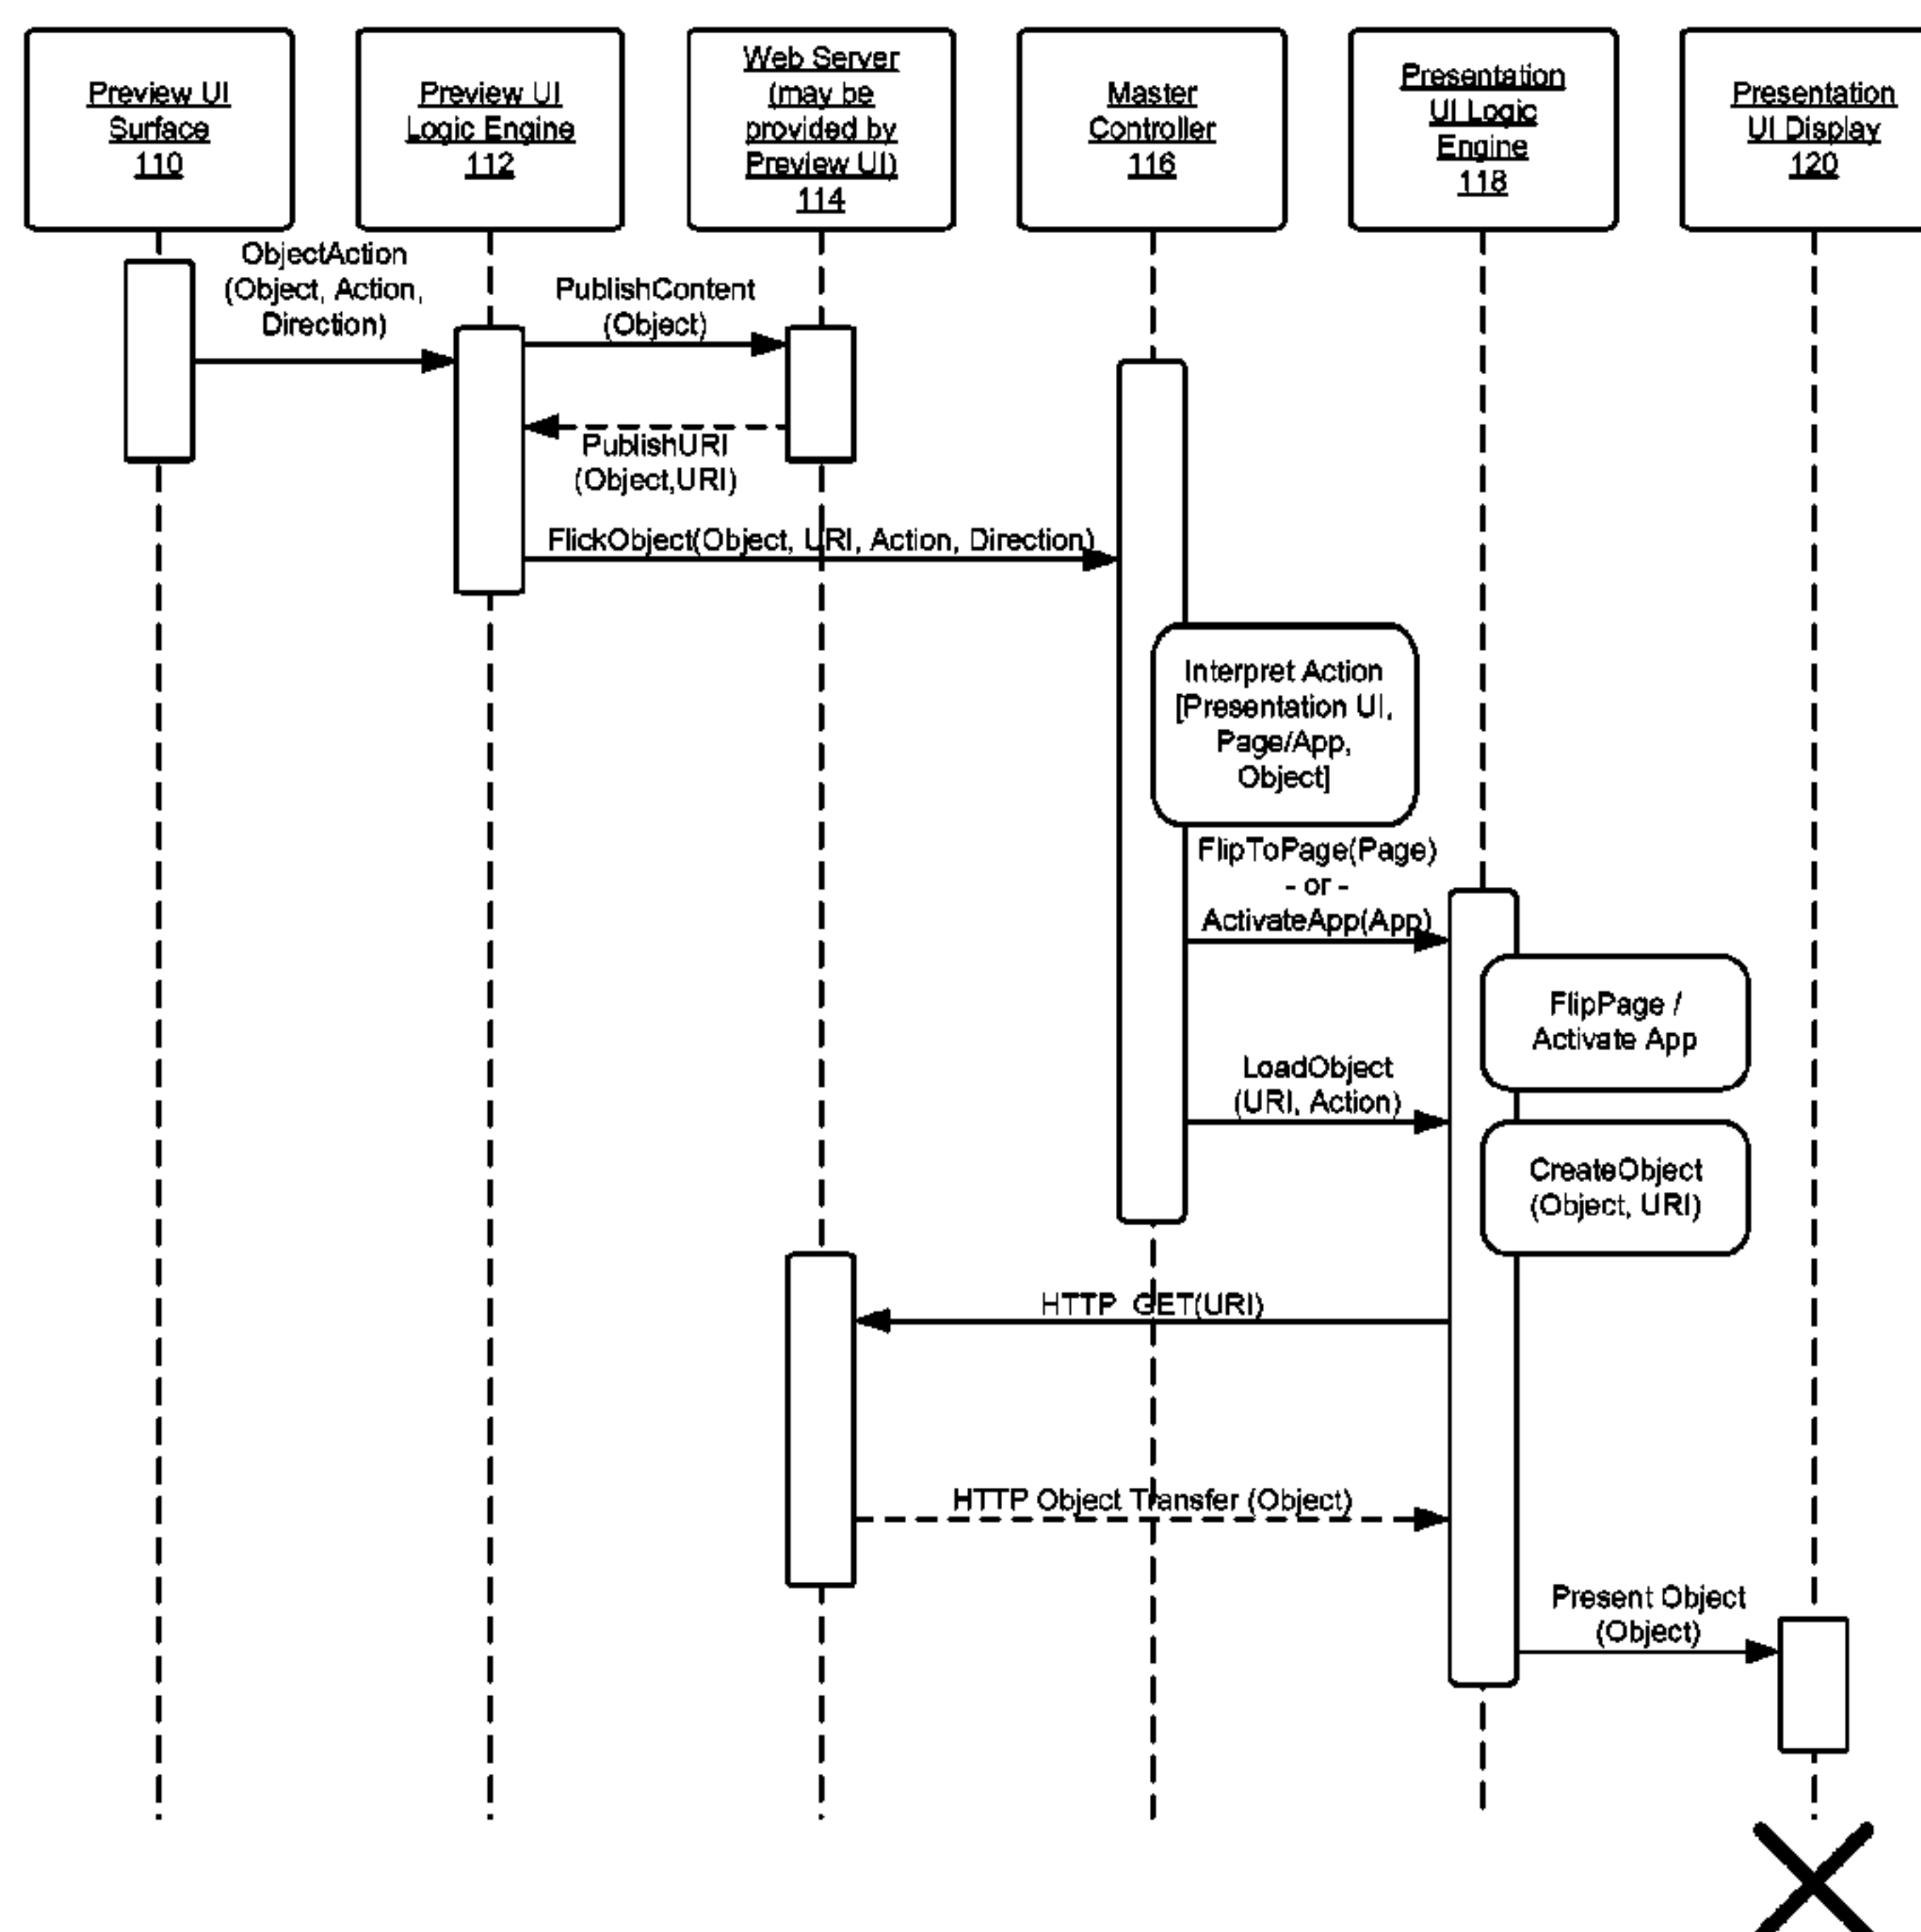 Preview UI
Surface
110
Preview UI
Logic Engine
112
Web Server
(may be
provided by
Preview UI)
114
Master
Controller
116
Presentation
UI Logic
Engine
118
Presentation
UI Display
120
ObjectAction
(Object, Action,
Direction)
PublishContent
(Object)
PublishURI
(Object,URI)
FlickObject(Object, URI, Action, Direction)
Interpret Action
[Presentation UI,
Page/App,
Object]
FlipToPage(Page)
- or -
ActivateApp(App)
FlipPage /
Activate App
LoadObject
(URI, Action)
CreateObject
(Object, URI)
HTTP GET(URI)
HTTP Object Transfer (Object)
Present Object
(Object)